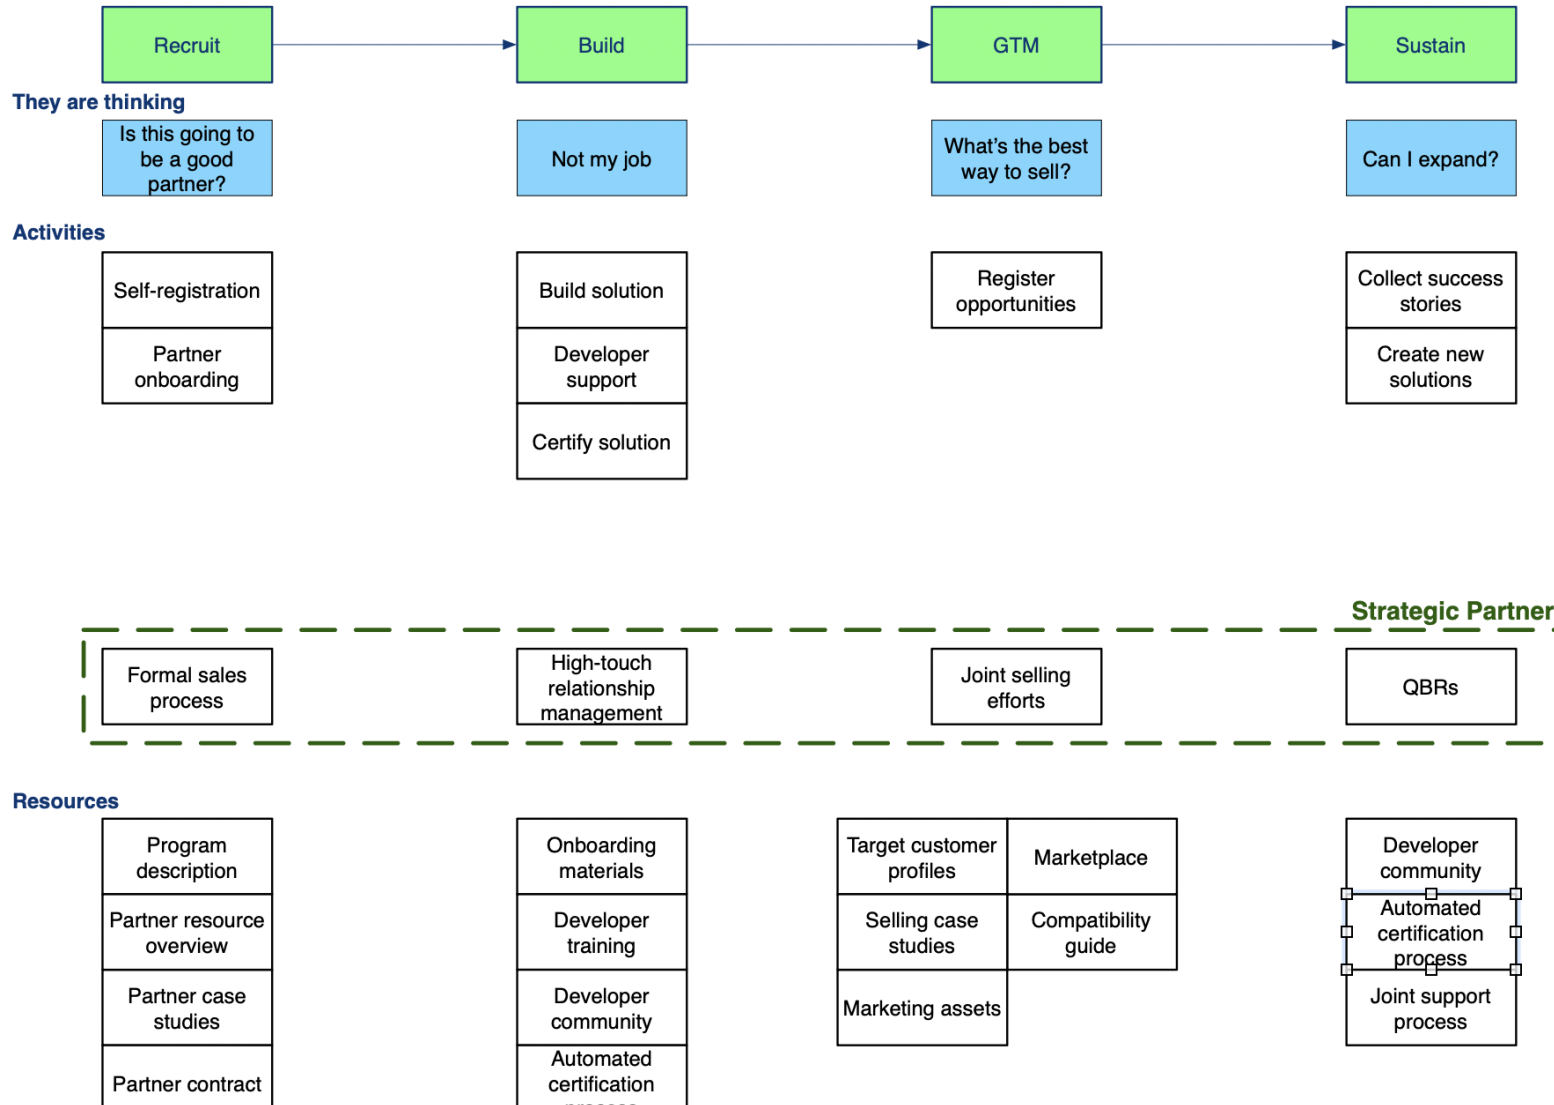 Recruit
Build
GTM
Sustain
They are thinking
Is this going to
be a good
partner?
Not my job
What's the best
way to sell?
Can I expand?
Activities
Self-registration
Partner
onboarding
Build solution
Developer
support
Certify solution
Register
opportunities
Collect success
stories
Create new
solutions
Strategic Partner
Formal sales
process
High-touch
relationship
management
Joint selling
efforts
QBRs
Resources
Program
description
Partner resource
overview
Partner case
studies
Partner contract
Onboarding
materials
Developer
training
Developer
community
Automated
certification
Target customer
profiles
Marketplace
Selling case
studies
Compatibility
guide
Marketing assets
Developer
community
Automated
certification
process
Joint support
process